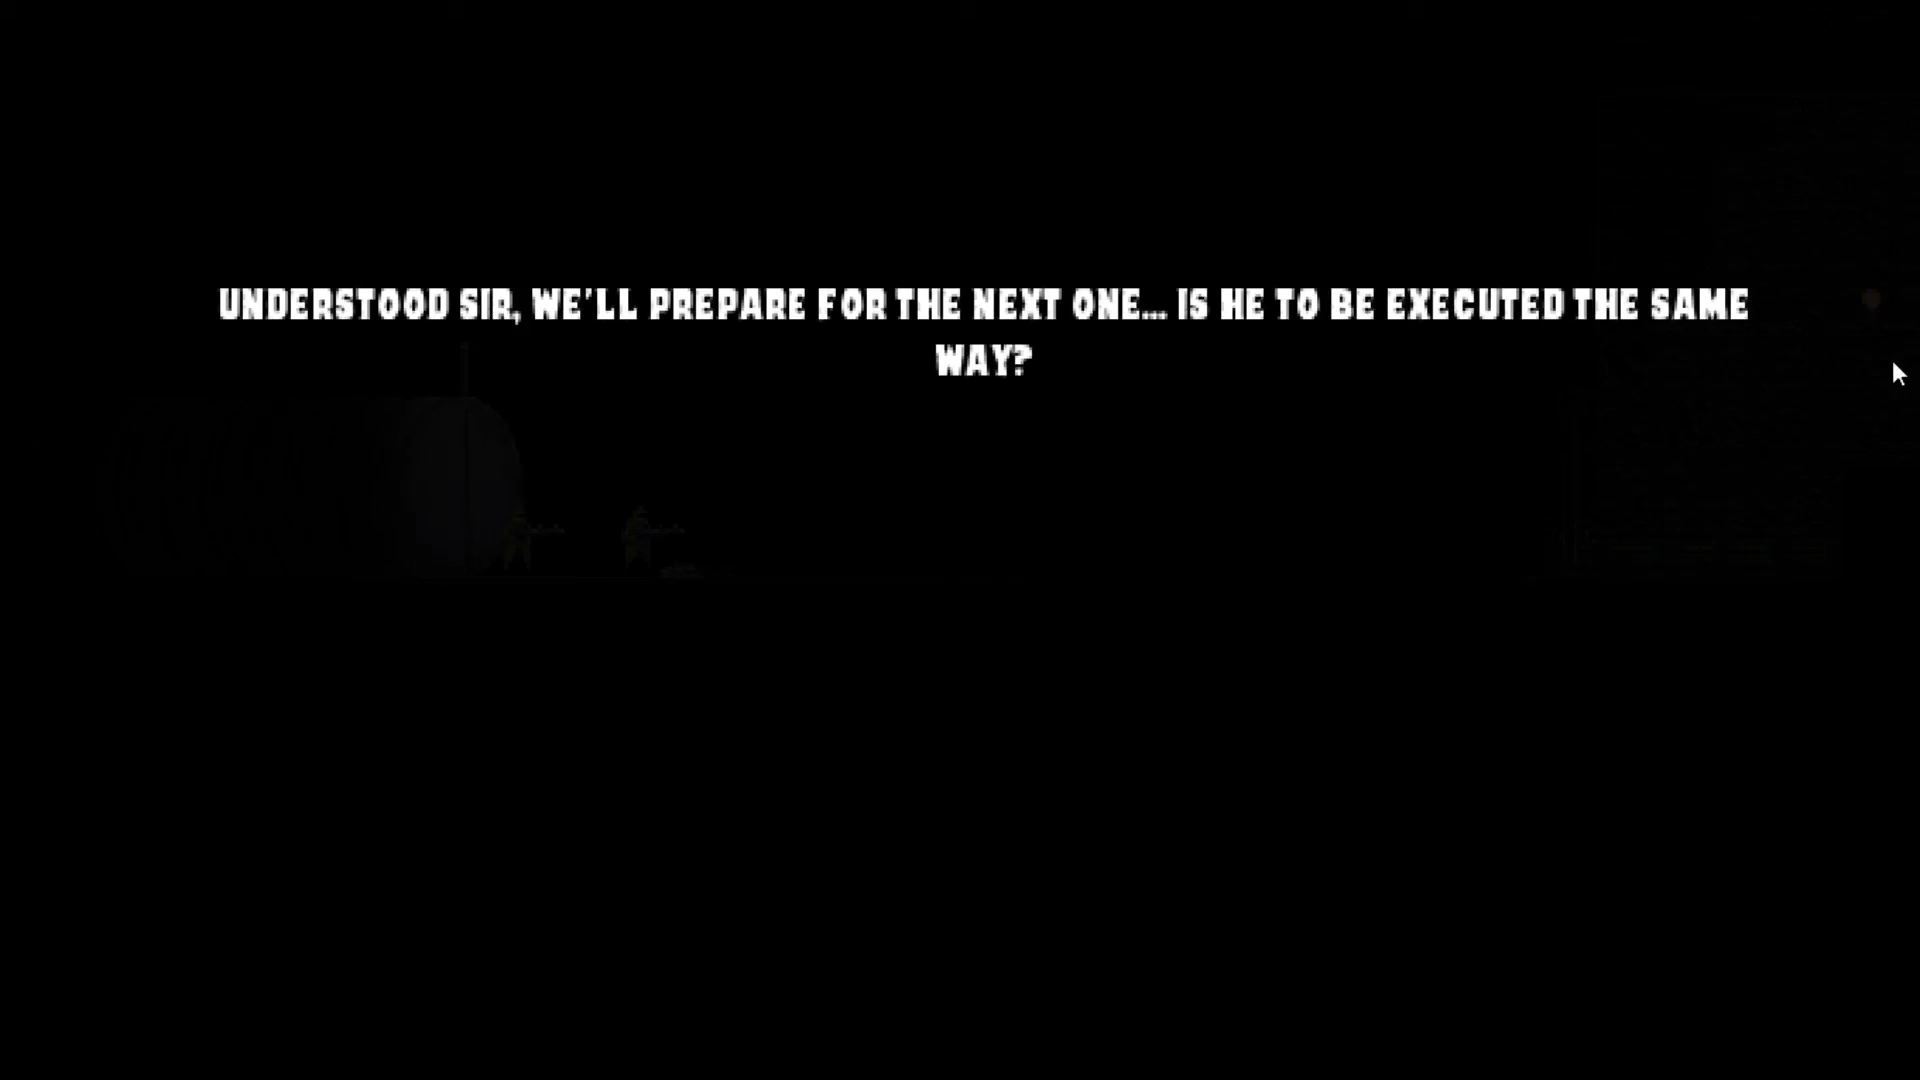 UNDERSTOOD SIR, WE'LL PREPARE FOR THE NEXT ONE... IS HE TO BE EXECUTED THE SAME
WAY?